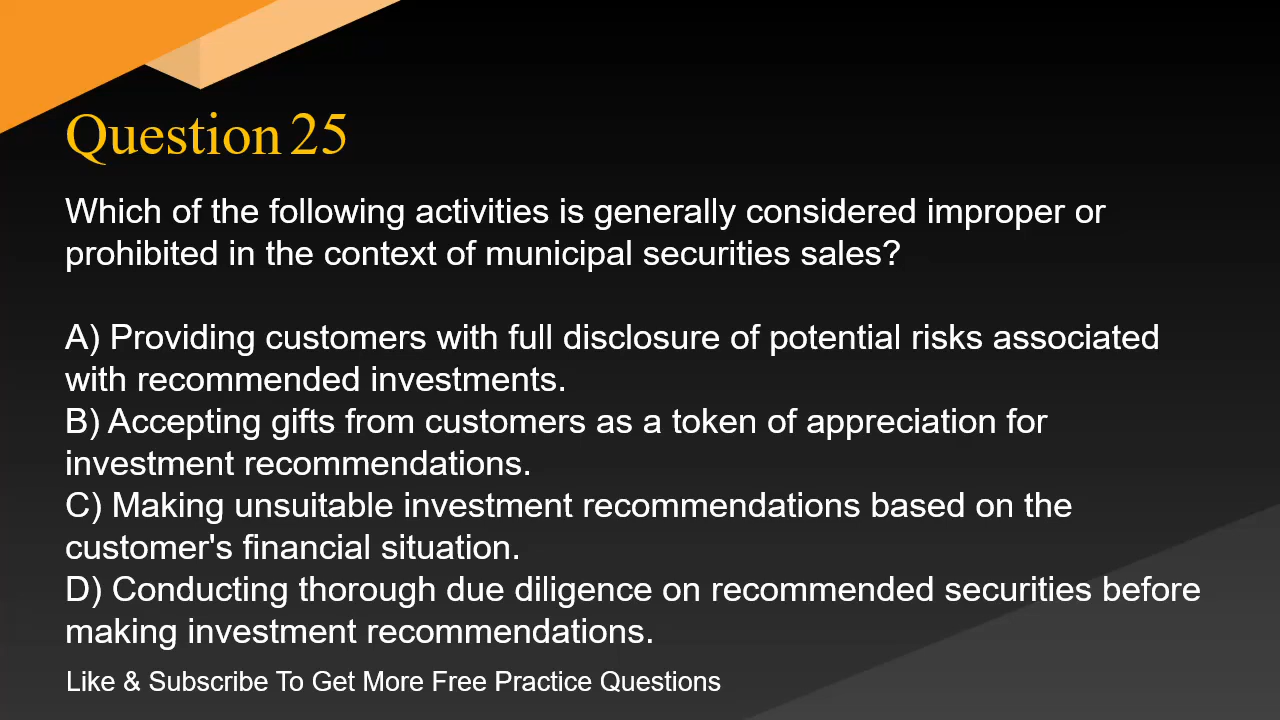 Question 25
Which of the following activities is generally considered improper or
prohibited in the context of municipal securities sales?
A) Providing customers with full disclosure of potential risks associated
with recommended investments.
B) Accepting gifts from customers as a token of appreciation for
investment recommendations.
C) Making unsuitable investment recommendations based on the
customer's financial situation.
D) Conducting thorough due diligence on recommended securities before
making investment recommendations.
Like & Subscribe To Get More Free Practice Questions